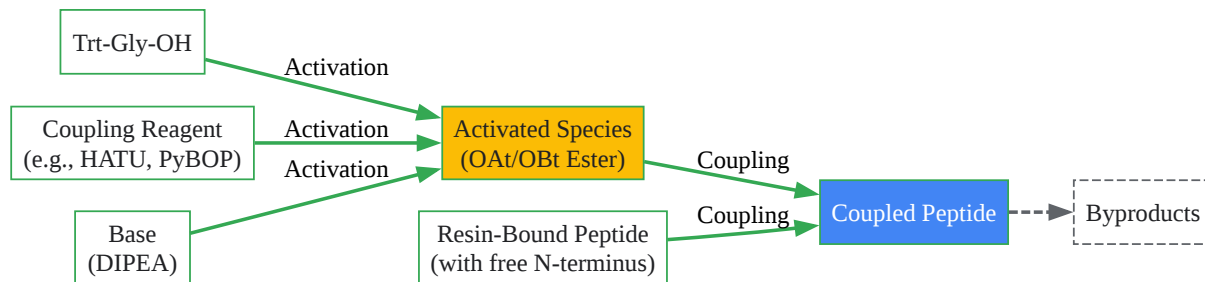 Trt-Gly-OH
Activation
Coupling Reagent
(e.g., HATU, PyBOP)
Activation
Activated Species
(OAt/OBt Ester)
Activation
Coupling
Base
(DIPEA)
Resin-Bound Peptide
(with free N-terminus)
Coupling
Coupled Peptide
Byproducts